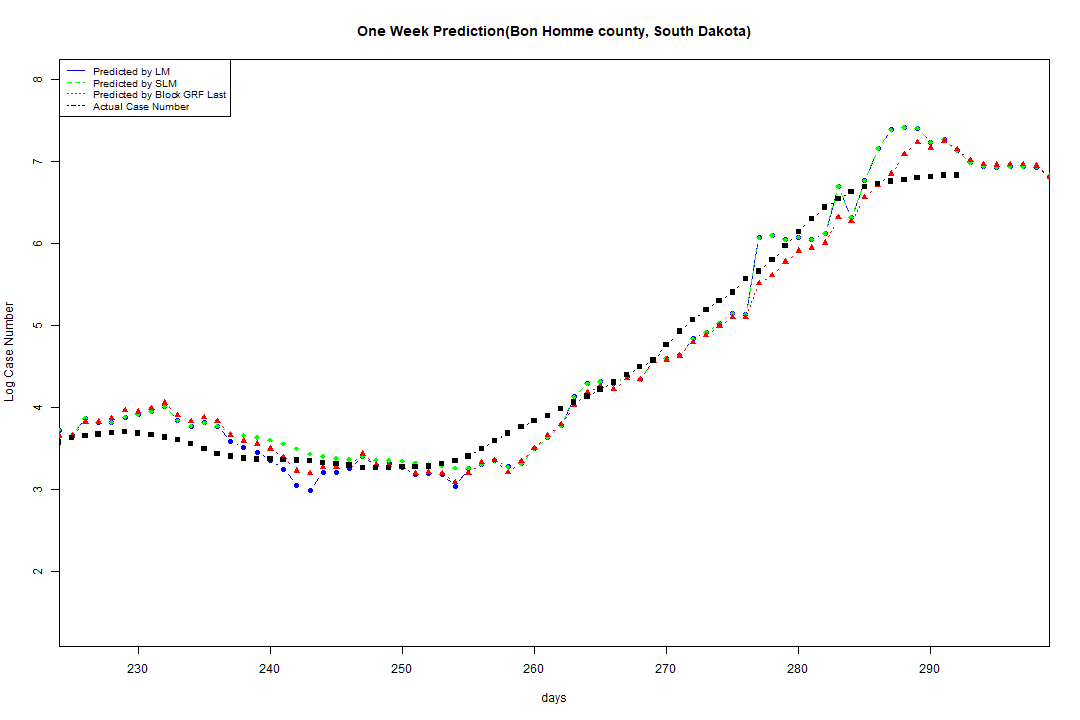 One Week Prediction(Bon Homme county, South Dakota)
Predicted by LM
Predicted by SLM
Predicted by Block GRF Last
Actual Case Number
Log Case Number
8
7
6
5
4
3
2
230 240 250 260 270 280 290
days